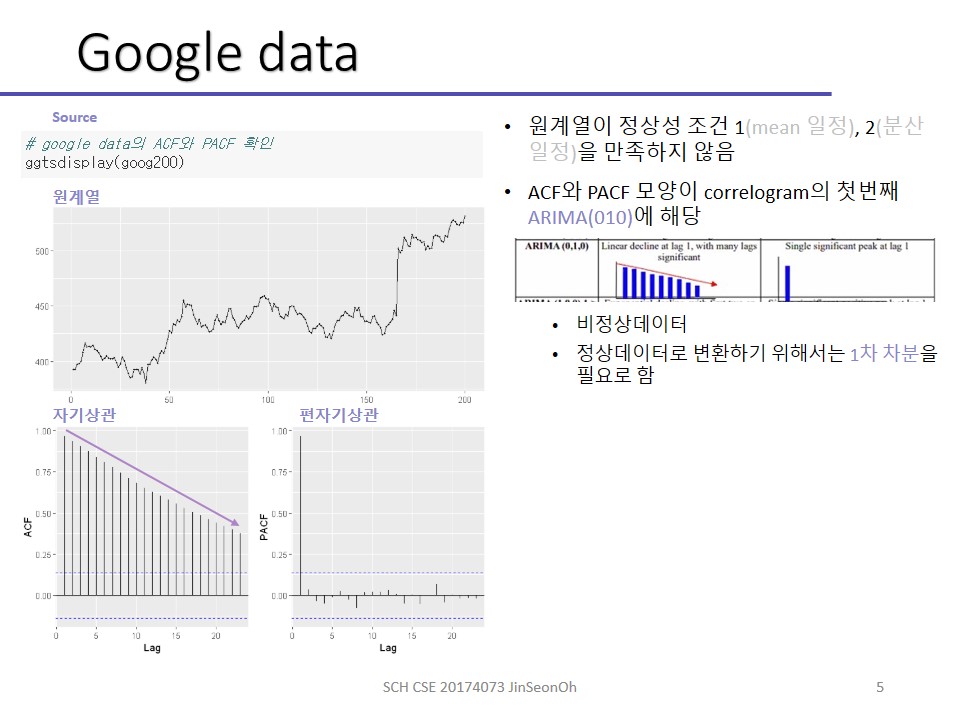 Google data
Source
# google data의 ACF와 PACF 확인
ggtsdisplay(goog200)
원계열
500
450
400
0 50 100 150 200
자기상관
1.00
0.75
0.50
0.25
0.00
ACF
0 5 10 15 20
Lag
편자기상관
1.00
0.75
0.50
0.25
0.00
PACF
0 5 10 15 20
Lag
• 원계열이 정상성 조건 1(mean 일정), 2(분산
일정)을 만족하지 않음
• ACF와 PACF 모양이 correlogram의 첫번째
ARIMA(010)에 해당
ARIMA (0,1,0)
Linear decline at lag 1, with many lags
significant
Single significant peak at lag 1
• 비정상데이터
• 정상데이터로 변환하기 위해서는 1차 차분을
필요로 함
SCH CSE 20174073 JinSeonOh
5